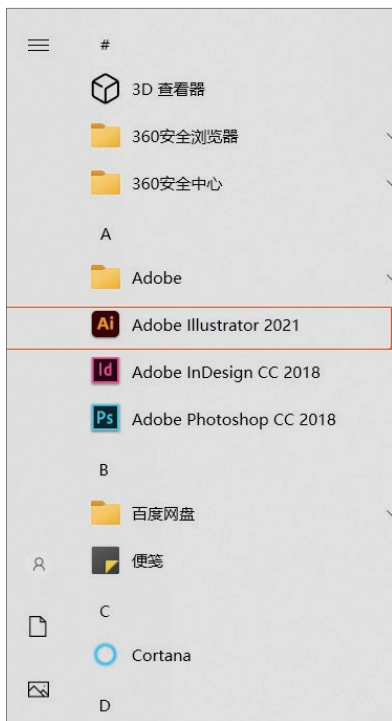 #
3D 查看器
360安全浏览器
360安全中心
A
Adobe
Ai Adobe Illustrator 2021
Id Adobe InDesign CC 2018
Ps Adobe Photoshop CC 2018
B
百度网盘
便笺
C
Cortana
D